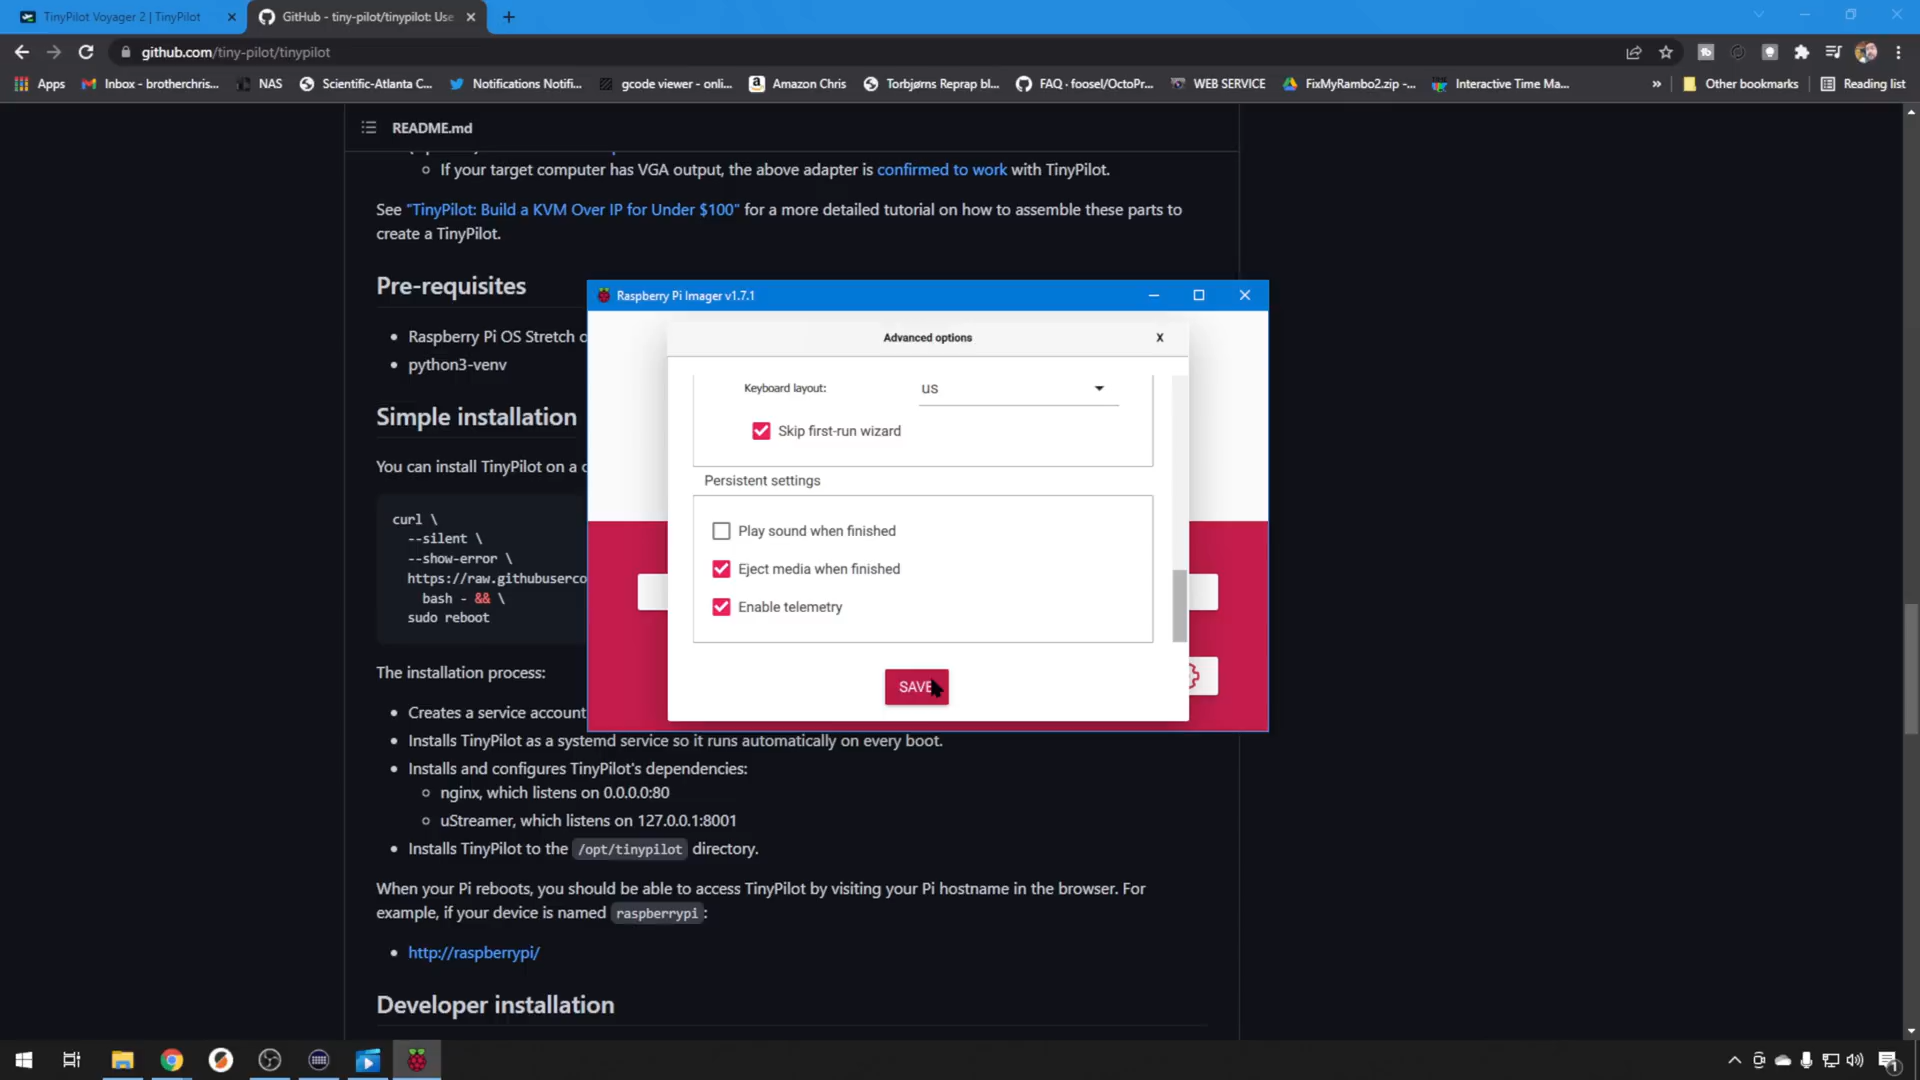 TinyPilot Voyager 2 | TinyPilot
GitHub - tiny-pilot/tinypilot: Use
github.com/tiny-pilot/tinypilot
Apps
Inbox - brotherchris...
NAS
Scientific-Atlanta C...
Notifications Notifi...
gcode viewer - onli...
Amazon Chris
Torbjørns Reprap bl...
FAQ · foosel/OctoPr...
WEB SERVICE
FixMyRambo2.zip -...
Interactive Time Ma...
»
Other bookmarks
Reading list
README.md
If your target computer has VGA output, the above adapter is confirmed to work with TinyPilot.
See "TinyPilot: Build a KVM Over IP for Under $100" for a more detailed tutorial on how to assemble these parts to
create a TinyPilot.
Pre-requisites
Raspberry Pi OS Stretch o
python3-venv
Simple installation
You can install TinyPilot on a c
curl \
--silent \
--show-error \
https://raw.githubuserco
bash - && \
sudo reboot
The installation process:
Creates a service account
Installs TinyPilot as a systemd service so it runs automatically on every boot.
Installs and configures TinyPilot's dependencies:
nginx, which listens on 0.0.0.0:80
uStreamer, which listens on 127.0.0.1:8001
Installs TinyPilot to the /opt/tinypilot directory.
When your Pi reboots, you should be able to access TinyPilot by visiting your Pi hostname in the browser. For
example, if your device is named raspberrypi:
http://raspberrypi/
Developer installation
Raspberry Pi Imager v1.7.1
Advanced options
X
Keyboard layout:
us
Skip first-run wizard
Persistent settings
Play sound when finished
Eject media when finished
Enable telemetry
SAVE
1